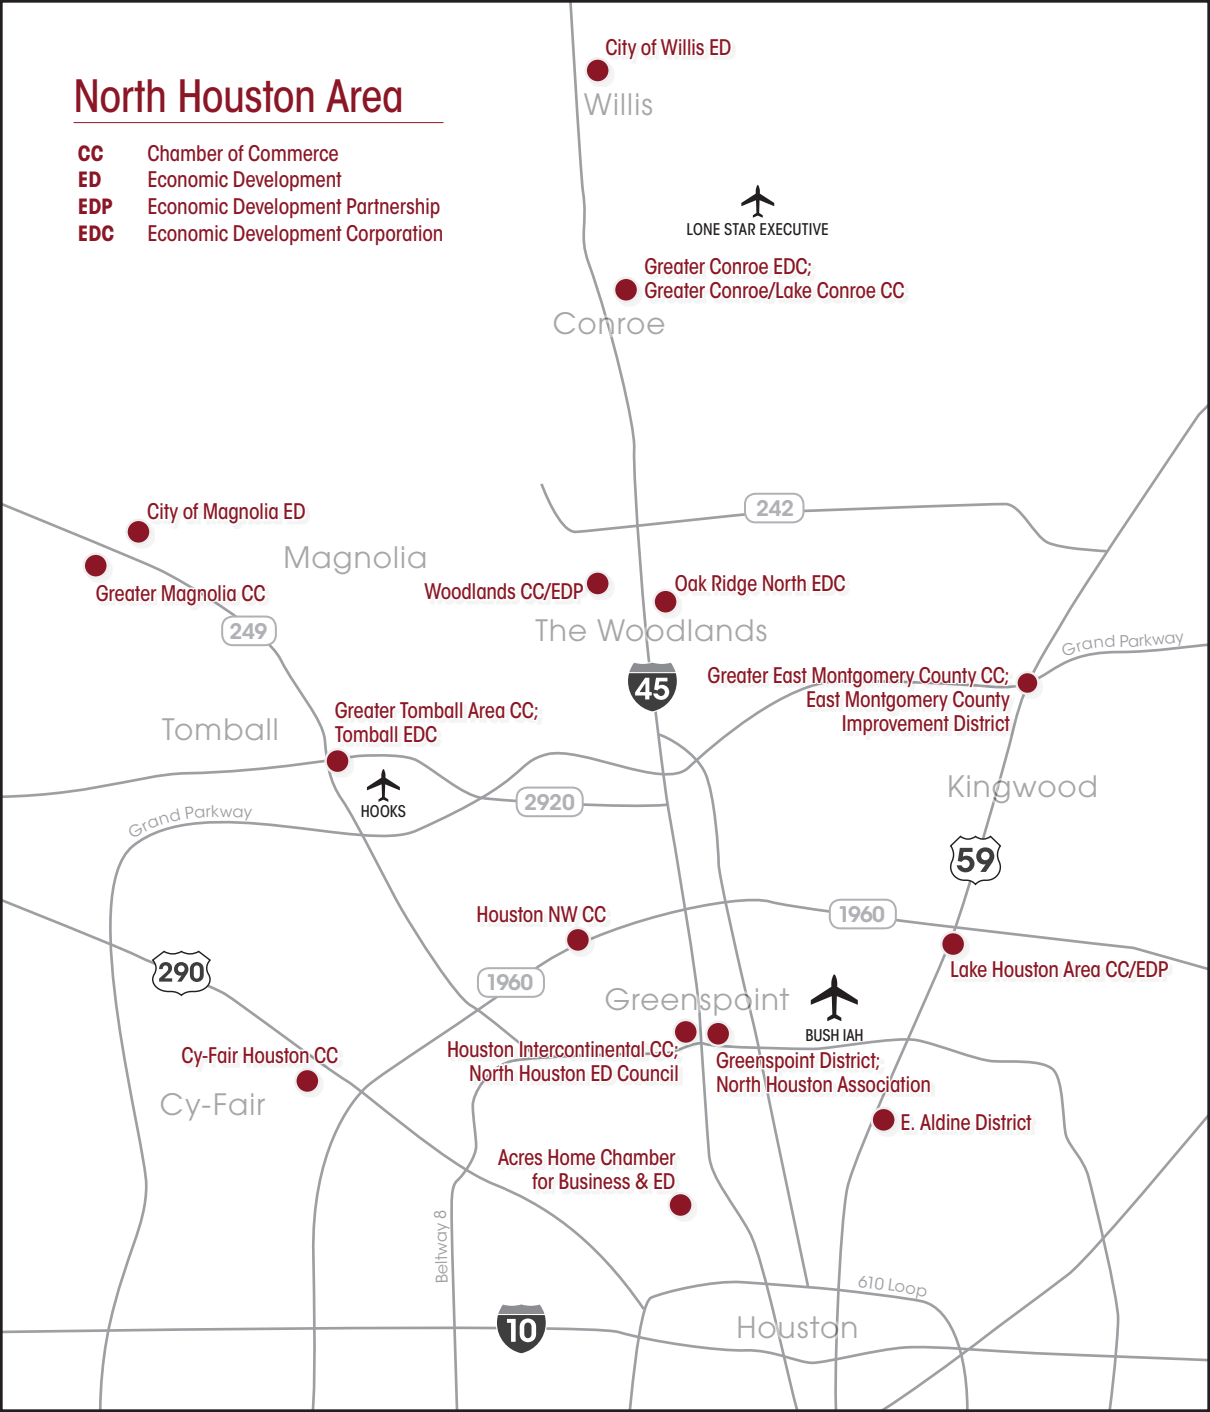 City of Willis ED
Willis
North Houston Area
CC Chamber of Commerce
ED Economic Development
EDP Economic Development Partnership
EDC Economic Development Corporation
LONE STAR EXECUTIVE
Greater Conroe EDC;
Greater Conroe/Lake Conroe CC
Conroe
242
City of Magnolia ED
Magnolia
Greater Magnolia CC
249
Woodlands CC/EDP
Oak Ridge North EDC
The Woodlands
45
Grand Parkway
Greater East Montgomery County CC;
East Montgomery County
Improvement District
Greater Tomball Area CC;
Tomball EDC
Tomball
HOOKS
2920
Grand Parkway
Kingwood
59
Houston NW CC
1960
1960
290
Lake Houston Area CC/EDP
Greenspoint
BUSH IAH
Houston Intercontinental CC;
North Houston ED Council
Greenspoint District;
North Houston Association
Cy-Fair Houston CC
Cy-Fair
E. Aldine District
Acres Home Chamber
for Business & ED
Beltway 8
610 Loop
10
Houston